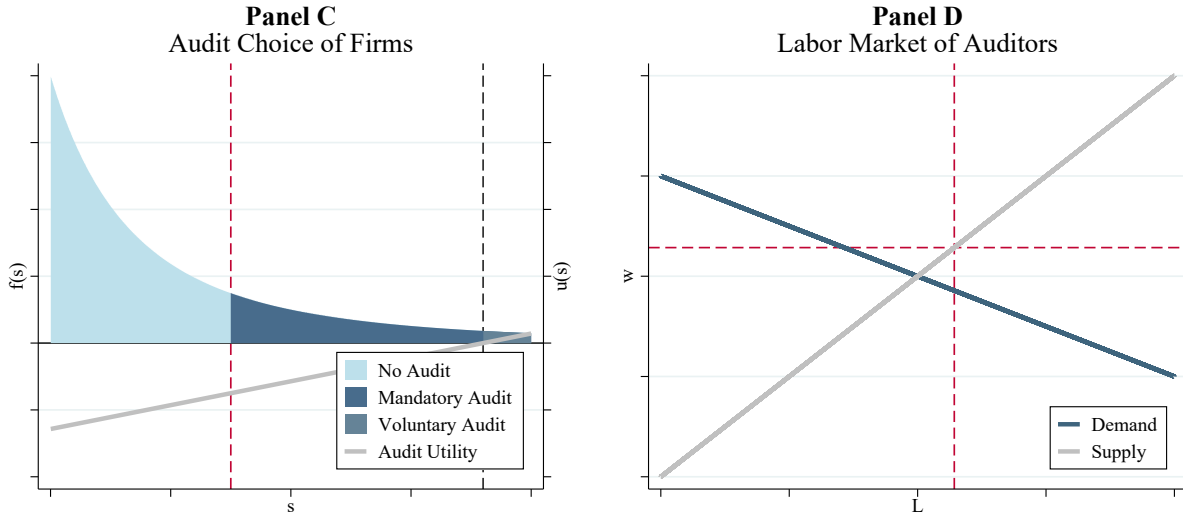 Panel C
Audit Choice of Firms
f(s)
u(s)
s
No Audit
Mandatory Audit
Voluntary Audit
Audit Utility
Panel D
Labor Market of Auditors
w
L
Demand
Supply